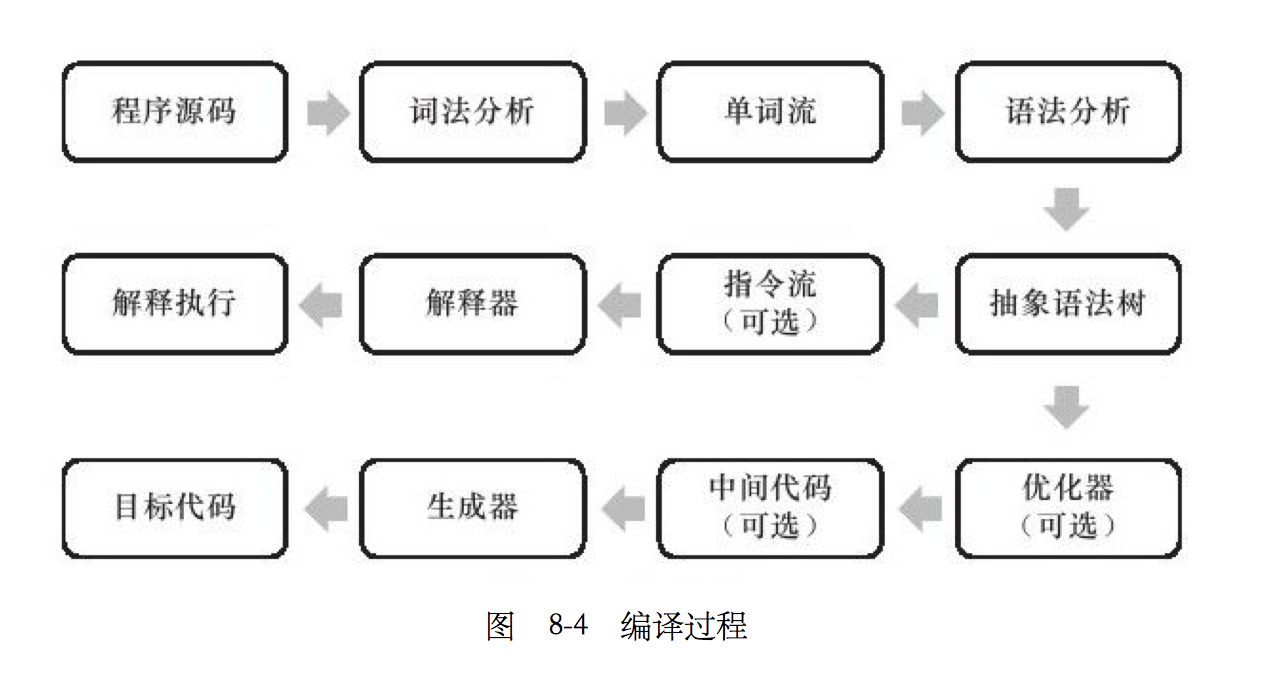 程序源码
词法分析
单词流
语法分析
解释执行
解释器
指令流
（可选）
抽象语法树
目标代码
生成器
中间代码
（可选）
优化器
（可选）
图 8-4 编译过程